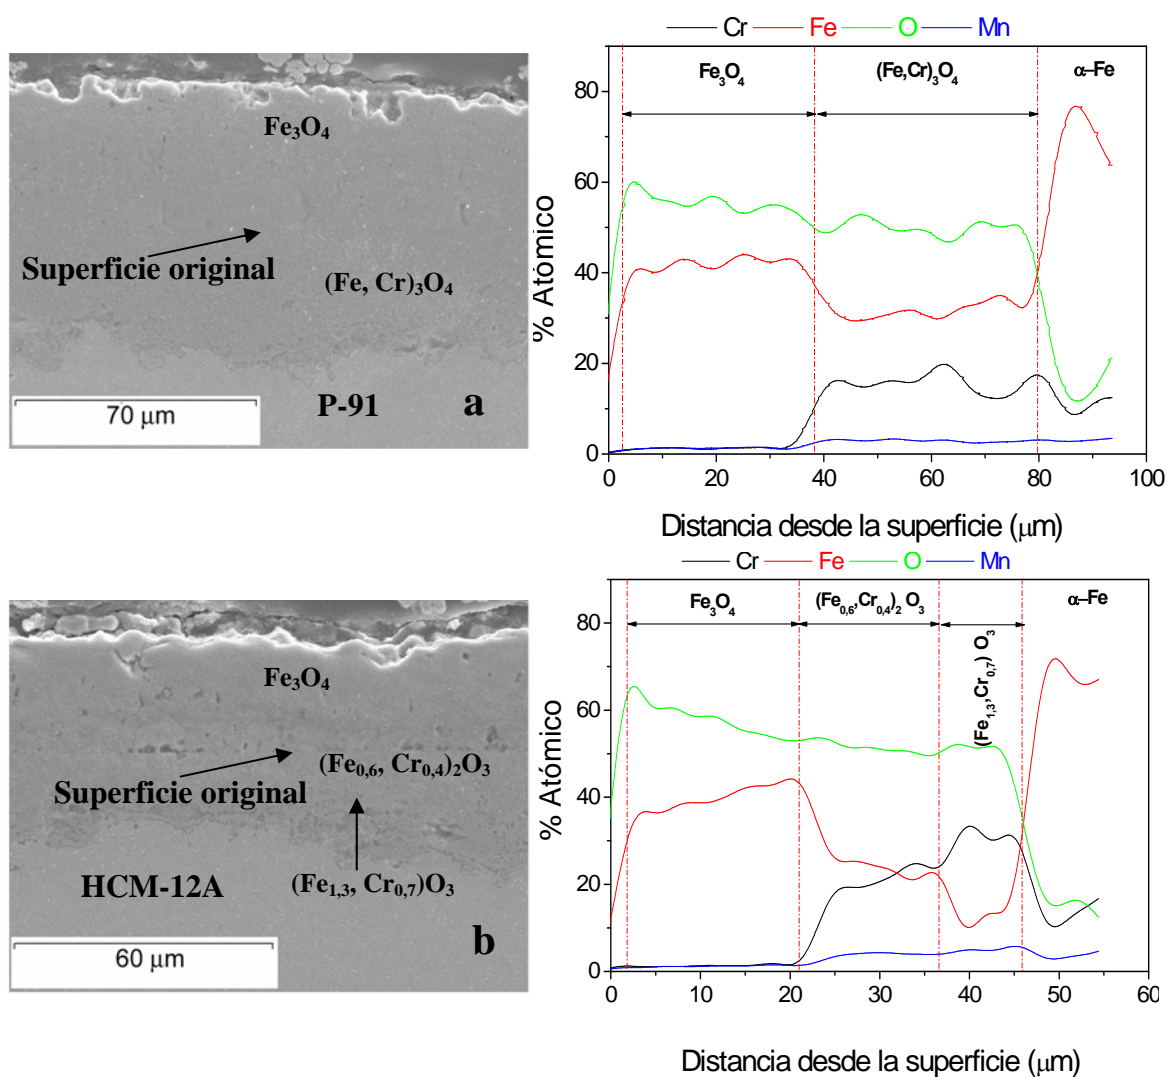 Fe₃O₄
Superficie original
(Fe, Cr)₃O₄
70 μm
P-91
a
Cr Fe O Mn
Fe₃O₄
(Fe,Cr)₃O₄
α–Fe
% Atómico
80
60
40
20
0
0 20 40 60 80 100
Distancia desde la superficie (μm)
Fe₃O₄
(Fe₀,₆, Cr₀,₄)₂O₃
Superficie original
HCM-12A
(Fe₁,₃, Cr₀,₇)O₃
60 μm
b
Cr Fe O Mn
Fe₃O₄
(Fe₀,₆,Cr₀,₄)₂ O₃
(Fe₁,₃,Cr₀,₇) O₃
α–Fe
% Atómico
80
60
40
20
0
0 10 20 30 40 50 60
Distancia desde la superficie (μm)